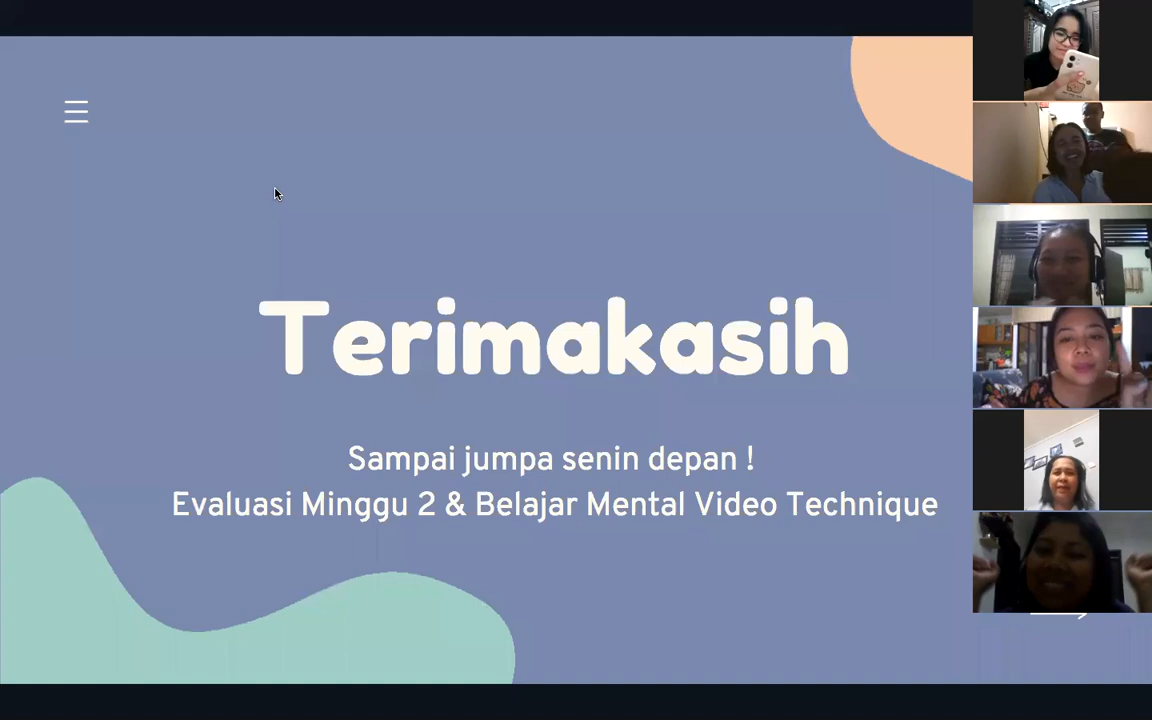 Terimakasih
Sampai jumpa senin depan !
Evaluasi Minggu 2 & Belajar Mental Video Technique